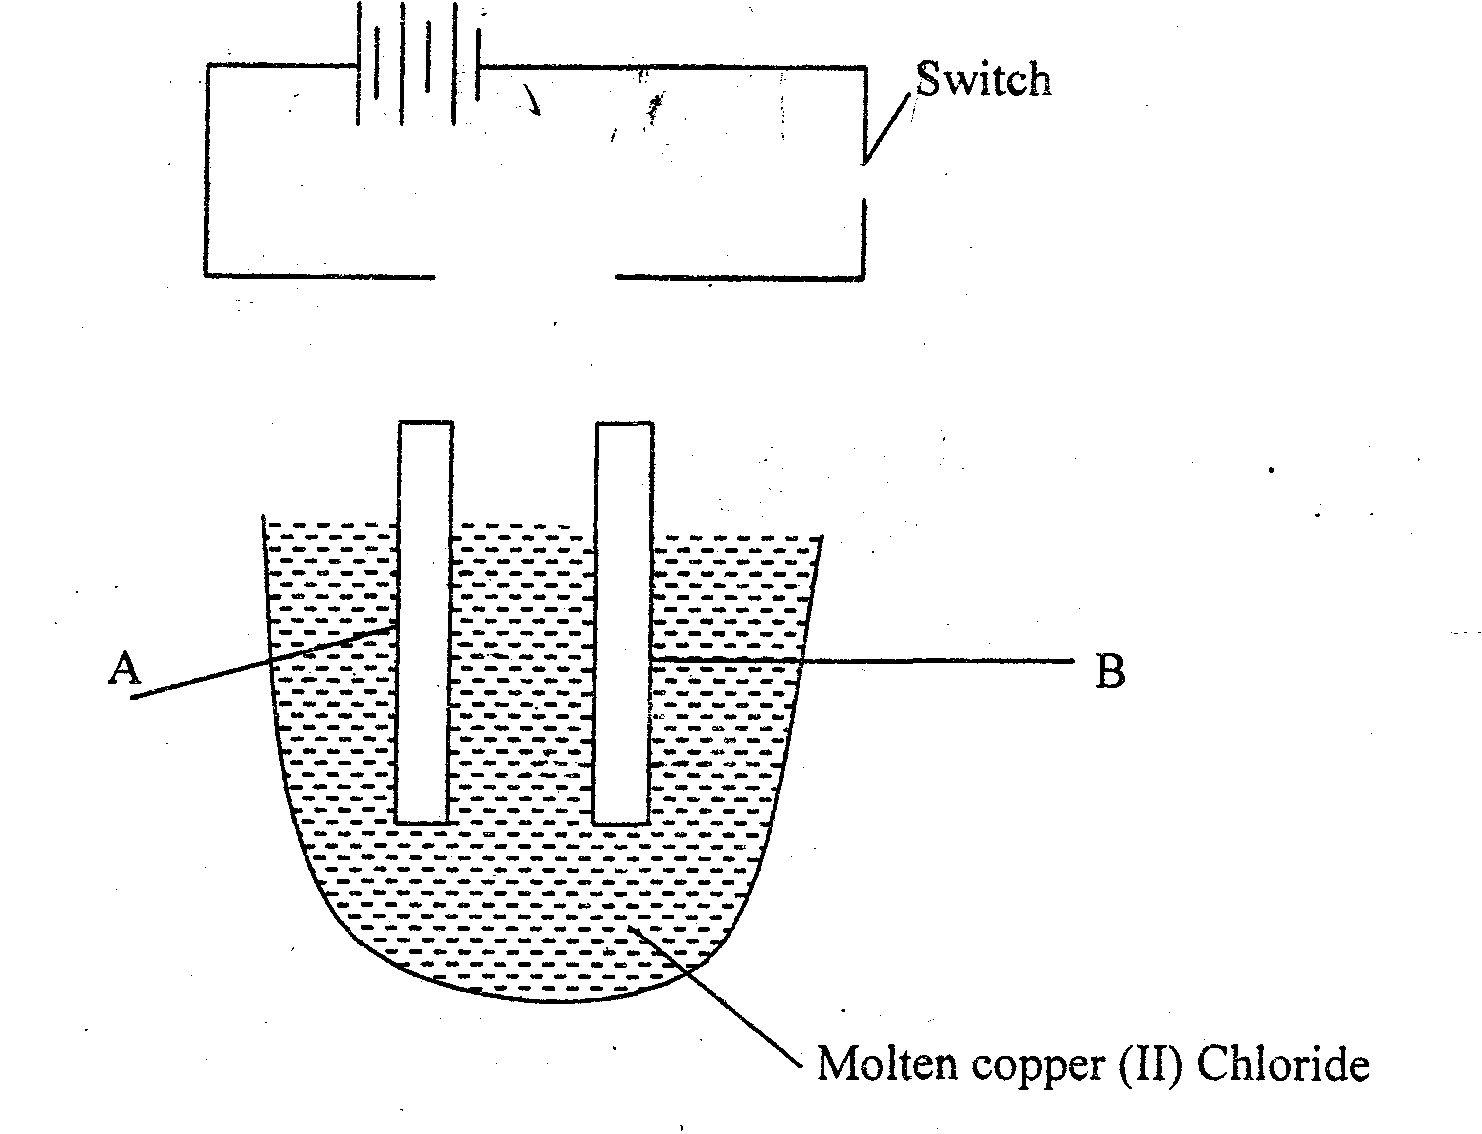 Switch
A
B
Molten copper (II) Chloride